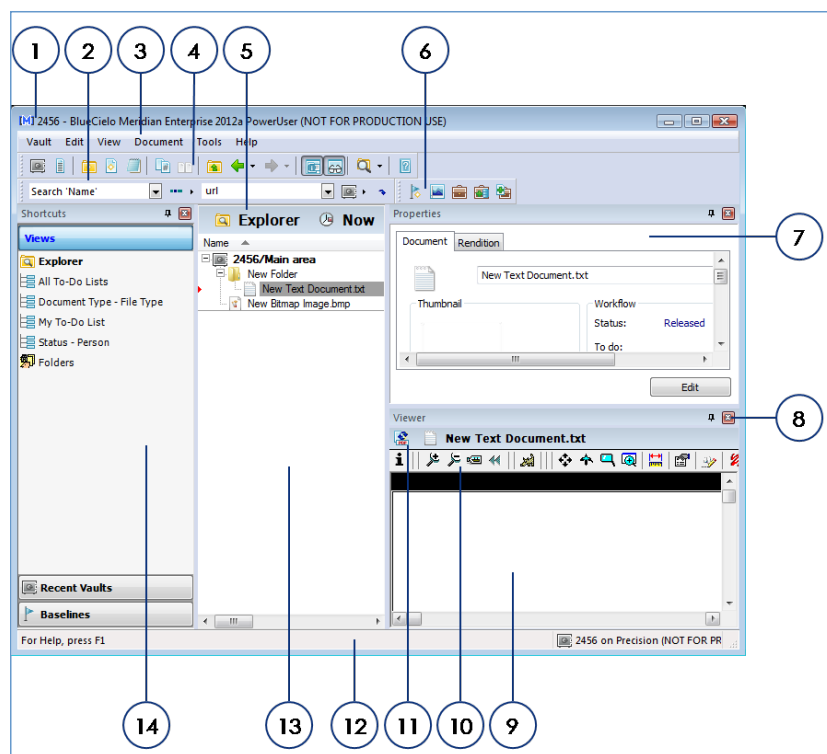 1 2 3 4 5 6
[M] 2456 - BlueCielo Meridian Enterprise 2012a PowerUser (NOT FOR PRODUCTION USE)
Vault Edit View Document Tools Help
Search 'Name' url
Shortcuts
Views
Explorer
All To-Do Lists
Document Type - File Type
My To-Do List
Status - Person
Folders
Recent Vaults
Baselines
Explorer Now
Name
2456/Main area
New Folder
New Text Document.txt
New Bitmap Image.bmp
Properties
7
Document Rendition
New Text Document.txt
Thumbnail
Workflow
Status: Released
To do:
Edit
Viewer
8
New Text Document.txt
For Help, press F1
2456 on Precision (NOT FOR PR
14 13 12 11 10 9